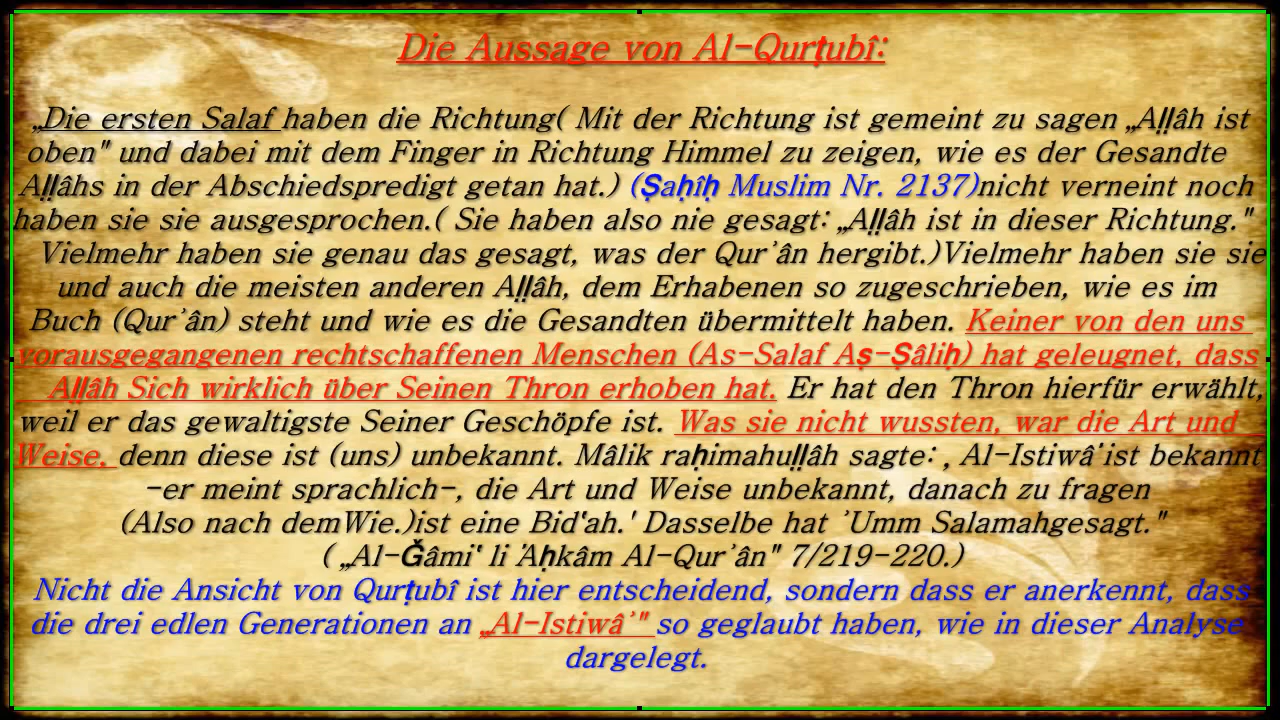 Die Aussage von Al-Qurṭubî:
„Die ersten Salaf haben die Richtung( Mit der Richtung ist gemeint zu sagen „Aḷḷâh ist
oben" und dabei mit dem Finger in Richtung Himmel zu zeigen, wie es der Gesandte
Aḷḷâhs in der Abschiedspredigt getan hat.) (Ṣaḥîḥ Muslim Nr. 2137)nicht verneint noch
haben sie sie ausgesprochen.( Sie haben also nie gesagt: „Aḷḷâh ist in dieser Richtung."
Vielmehr haben sie genau das gesagt, was der Qurʾân hergibt.)Vielmehr haben sie sie
und auch die meisten anderen Aḷḷâh, dem Erhabenen so zugeschrieben, wie es im
Buch (Qurʾân) steht und wie es die Gesandten übermittelt haben. Keiner von den uns
vorausgegangenen rechtschaffenen Menschen (As-Salaf Aṣ-Ṣâliḥ) hat geleugnet, dass
Aḷḷâh Sich wirklich über Seinen Thron erhoben hat. Er hat den Thron hierfür erwählt,
weil er das gewaltigste Seiner Geschöpfe ist. Was sie nicht wussten, war die Art und
Weise, denn diese ist (uns) unbekannt. Mâlik raḥimahuḷḷâh sagte: ‚ Al-Istiwâ'ist bekannt
-er meint sprachlich-, die Art und Weise unbekannt, danach zu fragen
(Also nach demWie.)ist eine Bid‛ah.' Dasselbe hat ʾUmm Salamahgesagt."
( „Al-Ǧâmi‛ li ʾAḥkâm Al-Qurʾân" 7/219-220.)
Nicht die Ansicht von Qurṭubî ist hier entscheidend, sondern dass er anerkennt, dass
die drei edlen Generationen an „Al-Istiwâʾ" so geglaubt haben, wie in dieser Analyse
dargelegt.